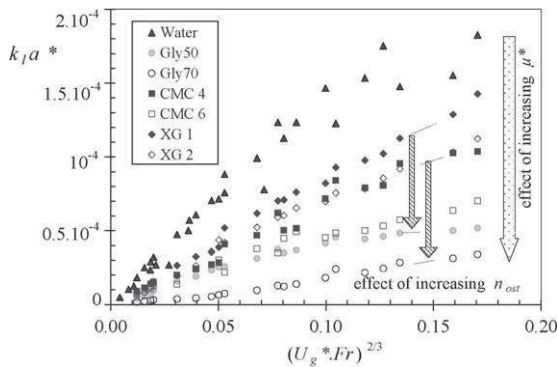 2.10⁻⁴
k_l a *
1.5·10⁻⁴
10⁻⁴
0.5·10⁻⁴
0
Water
Gly50
Gly70
CMC 4
CMC 6
XG 1
XG 2
effect of increasing μ*
effect of increasing n_ost
0.00 0.05 0.10 0.15 0.20
(U_g*.Fr) ²/³